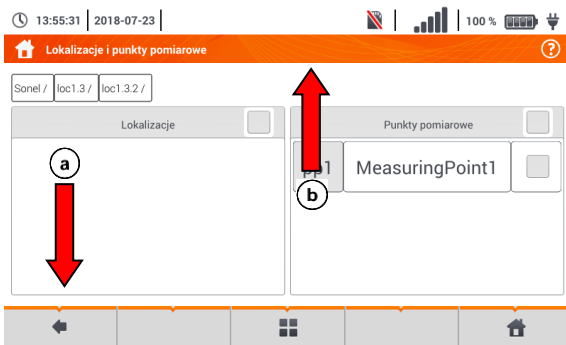 13:55:31 2018-07-23 100 %
Lokalizacje i punkty pomiarowe ?
Sonel / loc1.3 / loc1.3.2 /
Lokalizacje
Punkty pomiarowe
a
pp1 MeasuringPoint1
b